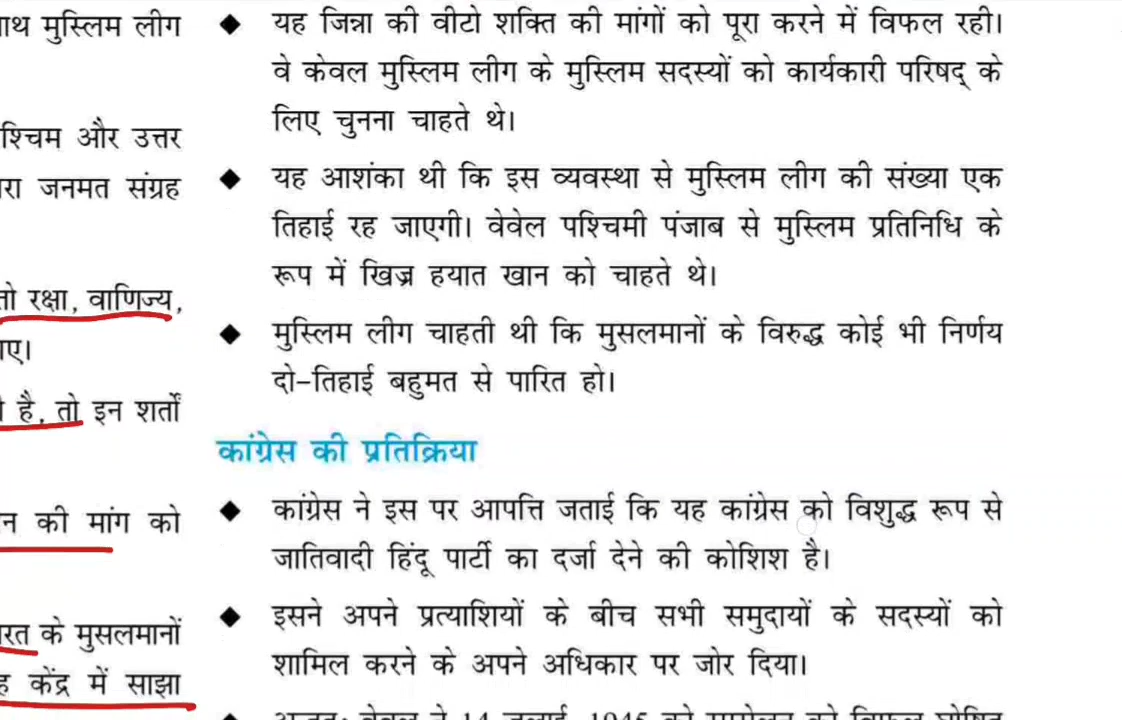 मुस्लिम लीग
और उत्तर
जनमत संग्रह
रक्षा, वाणिज्य,
है, तो इन शर्तों
की मांग को
के मुसलमानों
केंद्र में साझा
◆ यह जिन्ना की वीटो शक्ति की मांगों को पूरा करने में विफल रही।
वे केवल मुस्लिम लीग के मुस्लिम सदस्यों को कार्यकारी परिषद् के
लिए चुनना चाहते थे।
◆ यह आशंका थी कि इस व्यवस्था से मुस्लिम लीग की संख्या एक
तिहाई रह जाएगी। वेवेल पश्चिमी पंजाब से मुस्लिम प्रतिनिधि के
रूप में खिज्र हयात खान को चाहते थे।
◆ मुस्लिम लीग चाहती थी कि मुसलमानों के विरुद्ध कोई भी निर्णय
दो-तिहाई बहुमत से पारित हो।
कांग्रेस की प्रतिक्रिया
◆ कांग्रेस ने इस पर आपत्ति जताई कि यह कांग्रेस को विशुद्ध रूप से
जातिवादी हिंदू पार्टी का दर्जा देने की कोशिश है।
◆ इसने अपने प्रत्याशियों के बीच सभी समुदायों के सदस्यों को
शामिल करने के अपने अधिकार पर जोर दिया।